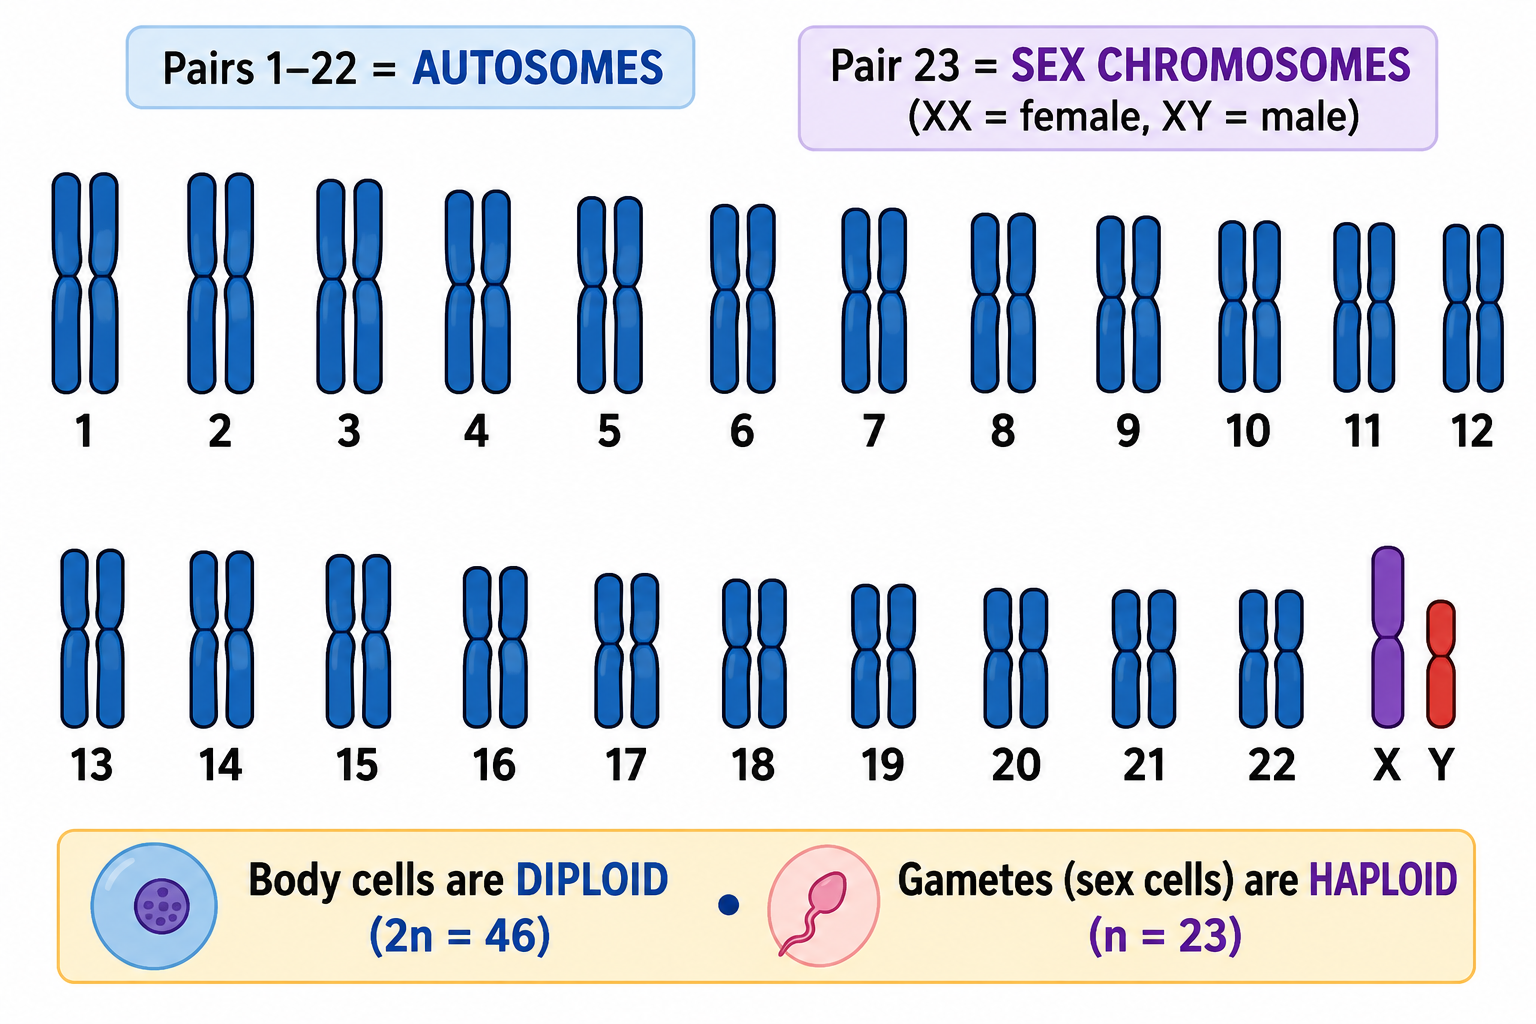 Pairs 1–22 = AUTOSOMES
Pair 23 = SEX CHROMOSOMES
(XX = female, XY = male)
1 2 3 4 5 6 7 8 9 10 11 12
13 14 15 16 17 18 19 20 21 22 X Y
Body cells are DIPLOID
(2n = 46)
•
Gametes (sex cells) are HAPLOID
(n = 23)